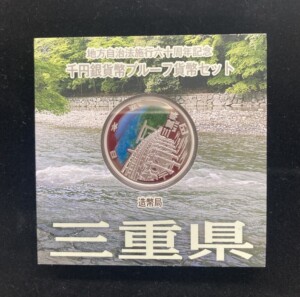 地方自治法施行六十周年記念
千円銀貨幣プルーフ貨幣セット
造幣局
三重県